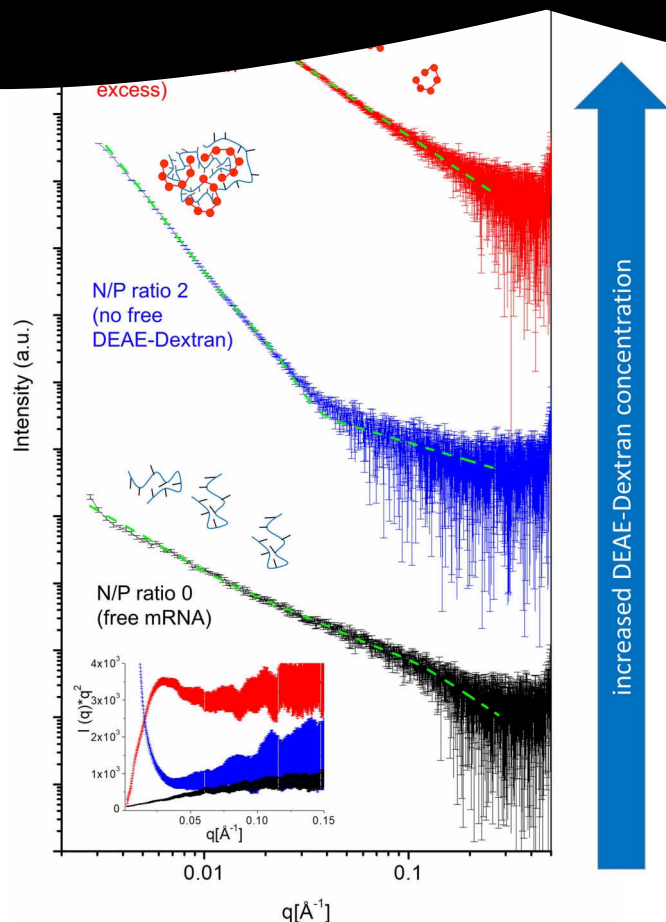 excess)
N/P ratio 2
(no free
DEAE-Dextran)
N/P ratio 0
(free mRNA)
Intensity (a.u.)
increased DEAE-Dextran concentration
4x10³
3x10³
2x10³
1x10³
I (q)*q²
0.05
0.10
0.15
q[Å⁻¹]
0.01
0.1
q[Å⁻¹]